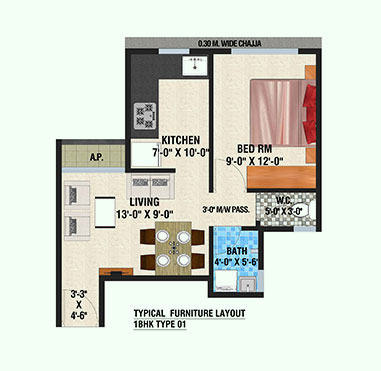 0.30 M. WIDE CHAJJA
KITCHEN
7'-0" X 10'-0"
BED RM
9'-0" X 12'-0"
A.P.
LIVING
13'-0" X 9'-0"
3'-0" M/W PASS.
W.C.
5'-0" X 3'-0"
BATH
4'-0" X 5'-6"
3'-3"
X
4'-6"
TYPICAL FURNITURE LAYOUT
1BHK TYPE 01